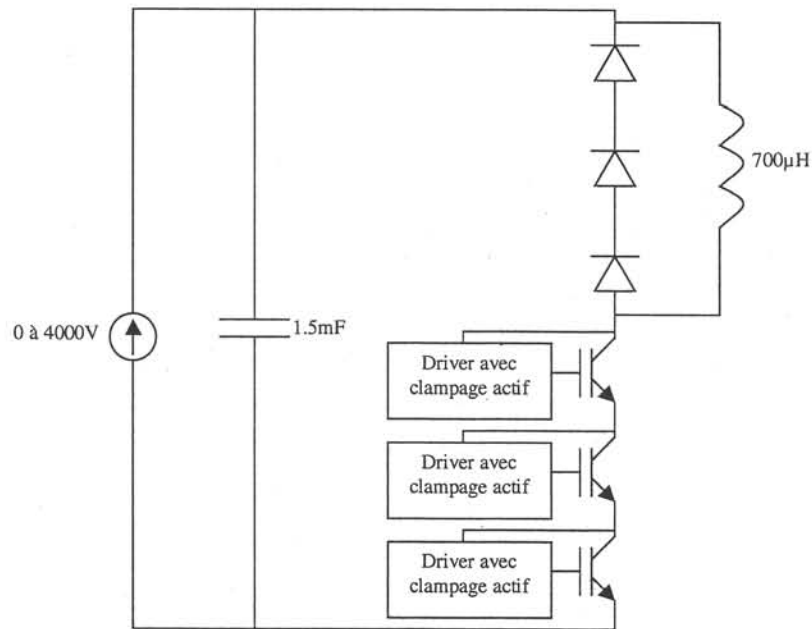 700µH
0 à 4000V
1.5mF
Driver avec
clampage actif
Driver avec
clampage actif
Driver avec
clampage actif